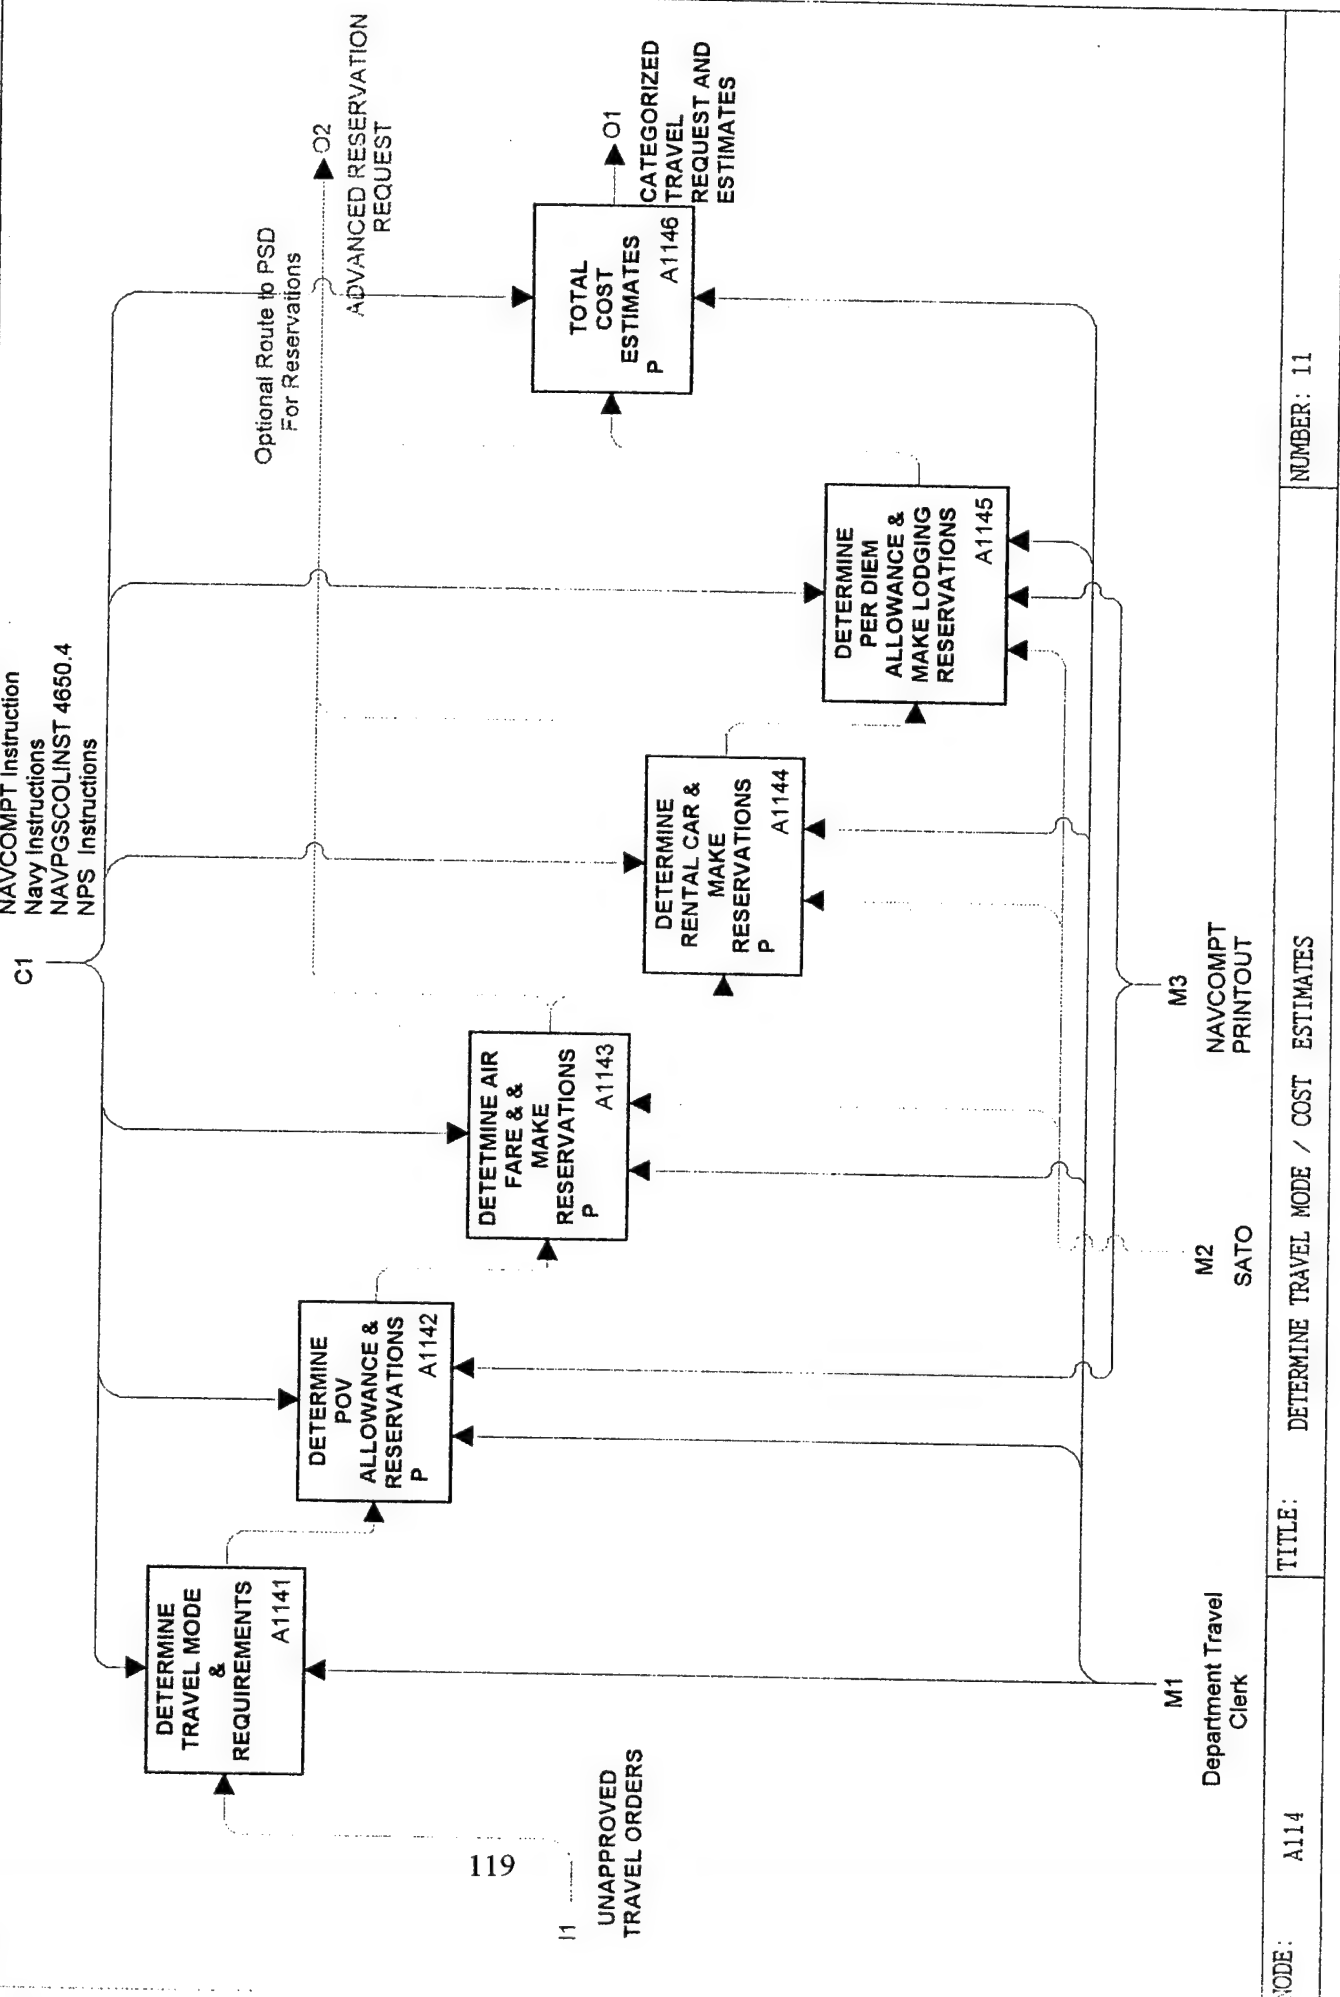 C1
NAVCOMPT Instruction
Navy Instructions
NAVPGSCOLINST 4650.4
NPS Instructions
Optional Route to PSD
For Reservations
O2
ADVANCED RESERVATION
REQUEST
DETERMINE
TRAVEL MODE
&
REQUIREMENTS
A1141
DETERMINE
POV
ALLOWANCE &
RESERVATIONS
P
A1142
DETETMINE AIR
FARE & &
MAKE
RESERVATIONS
P
A1143
DETERMINE
RENTAL CAR &
MAKE
RESERVATIONS
P
A1144
DETERMINE
PER DIEM
ALLOWANCE &
MAKE LODGING
RESERVATIONS
A1145
TOTAL
COST
ESTIMATES
P
A1146
O1
CATEGORIZED
TRAVEL
REQUEST AND
ESTIMATES
I1
UNAPPROVED
TRAVEL ORDERS
M1
Department Travel
Clerk
M2
SATO
M3
NAVCOMPT
PRINTOUT
NODE: A114
TITLE: DETERMINE TRAVEL MODE / COST ESTIMATES
NUMBER: 11
119